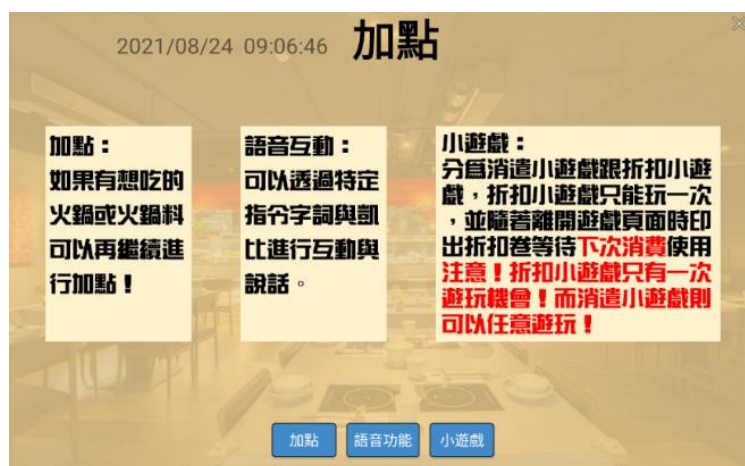 2021/08/24 09:06:46 加點
加點：
如果有想吃的
火鍋或火鍋料
可以再繼續進
行加點！
語音互動：
可以透過特定
指令字詞與凱
比進行互動與
說話。
小遊戲：
分為消遣小遊戲跟折扣小遊
戲，折扣小遊戲只能玩一次
，並隨著離開遊戲頁面時印
出折扣卷等待下次消費使用
注意！折扣小遊戲只有一次
遊玩機會！而消遣小遊戲則
可以任意遊玩！
加點 語音功能 小遊戲